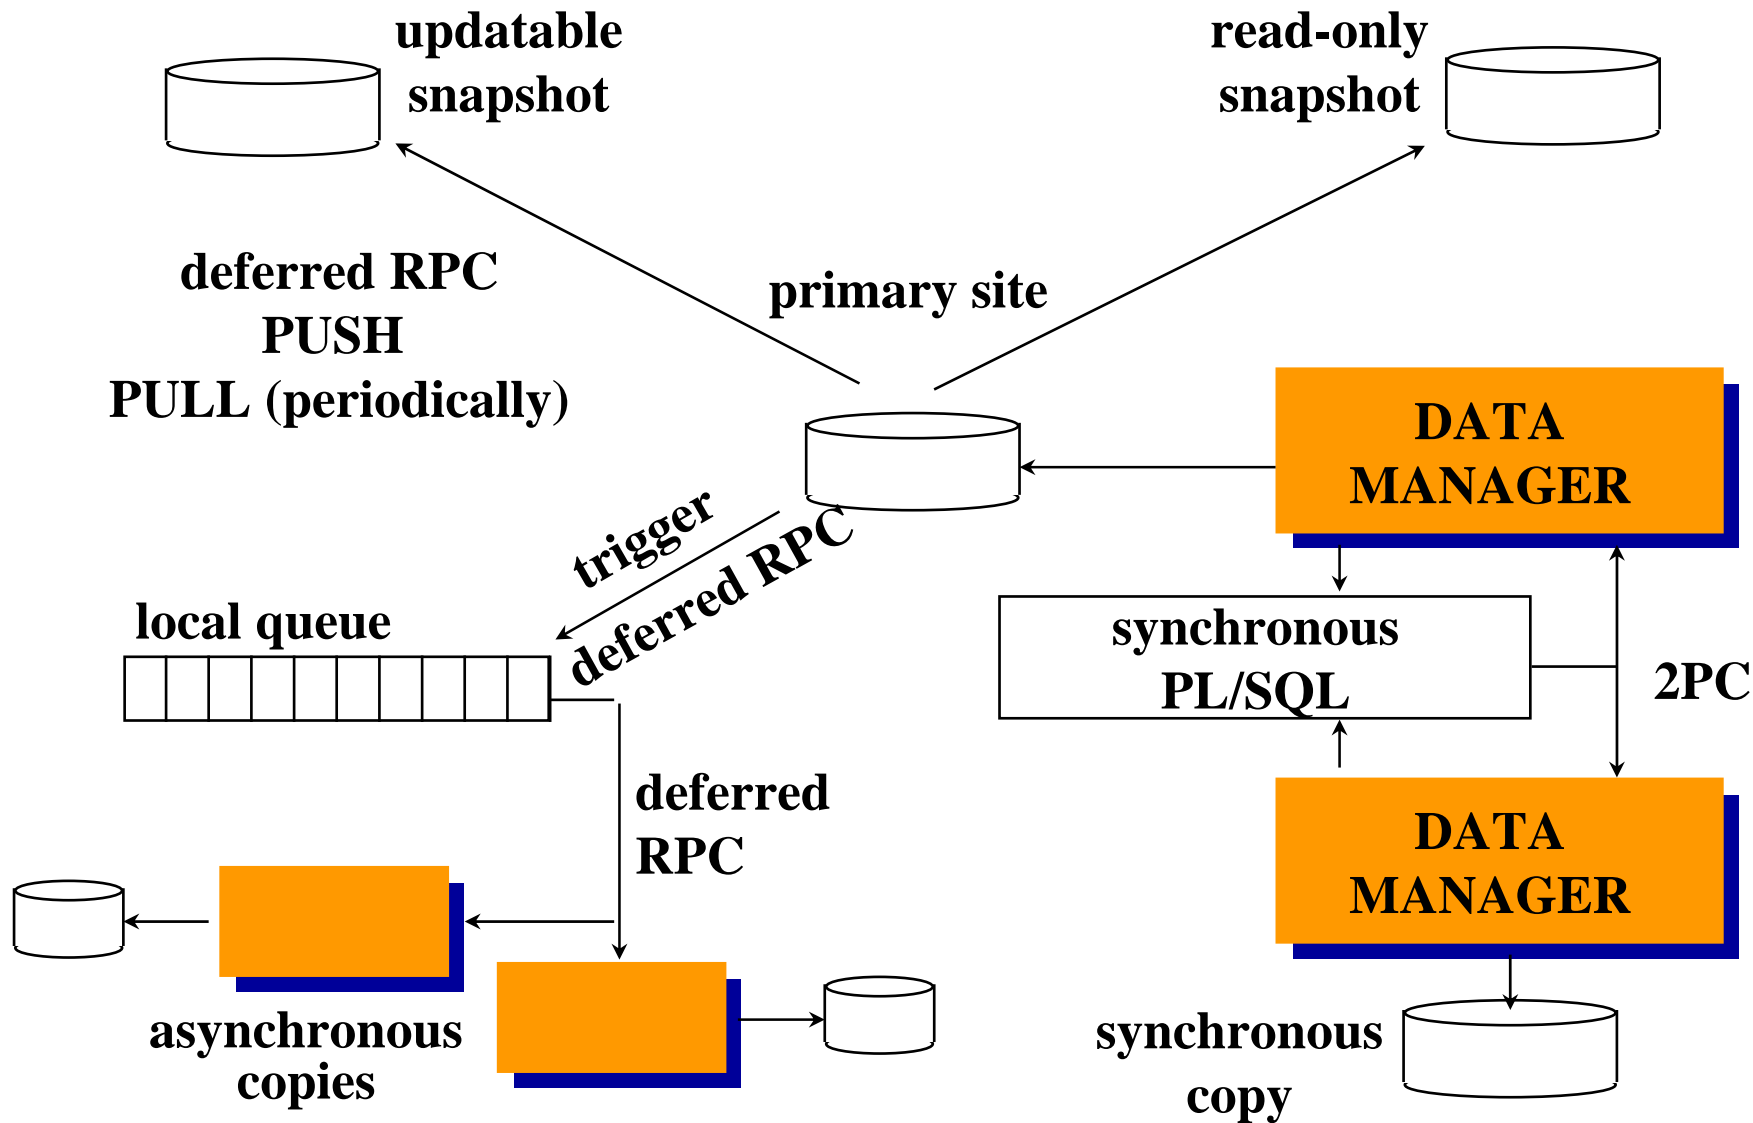 updatable
snapshot
read-only
snapshot
deferred RPC
PUSH
PULL (periodically)
primary site
DATA
MANAGER
trigger
deferred RPC
local queue
synchronous
PL/SQL
2PC
deferred
RPC
DATA
MANAGER
asynchronous
copies
synchronous
copy